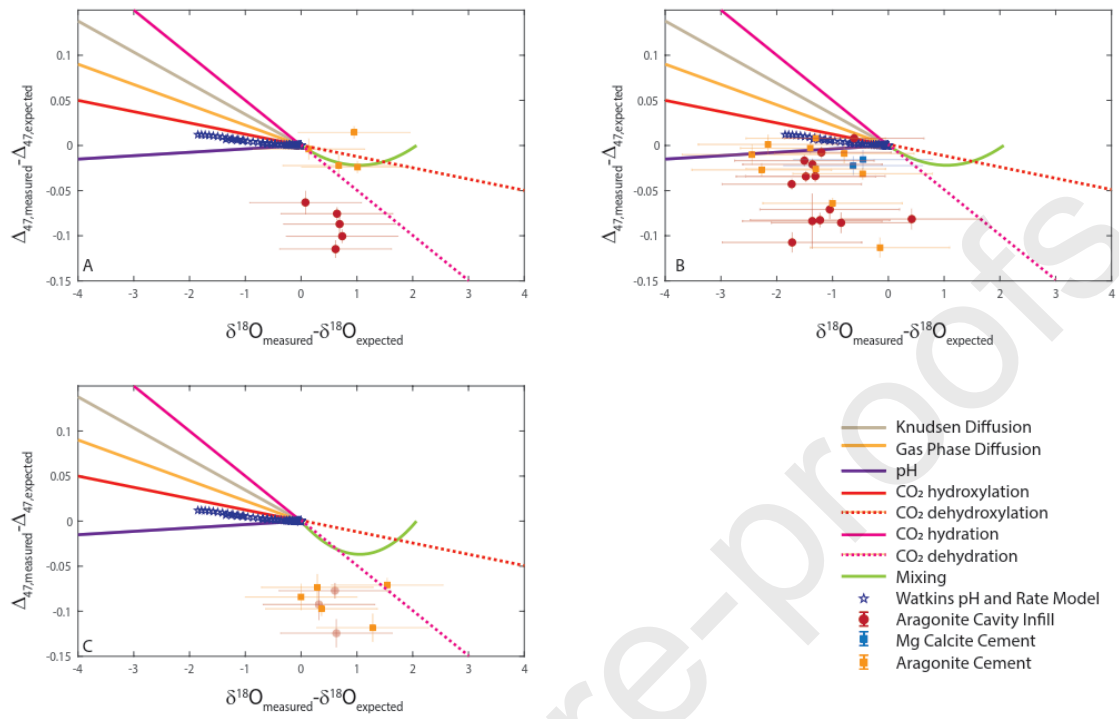 0.1
0.05
0
-0.05
-0.1
-0.15
Δ47,measured-Δ47,expected
A
-4 -3 -2 -1 0 1 2 3 4
δ18Omeasured-δ18Oexpected
0.1
0.05
0
-0.05
-0.1
-0.15
Δ47,measured-Δ47,expected
B
-4 -3 -2 -1 0 1 2 3 4
δ18Omeasured-δ18Oexpected
0.1
0.05
0
-0.05
-0.1
-0.15
Δ47,measured-Δ47,expected
C
-4 -3 -2 -1 0 1 2 3 4
δ18Omeasured-δ18Oexpected
Knudsen Diffusion
Gas Phase Diffusion
pH
CO₂ hydroxylation
CO₂ dehydroxylation
CO₂ hydration
CO₂ dehydration
Mixing
Watkins pH and Rate Model
Aragonite Cavity Infill
Mg Calcite Cement
Aragonite Cement
re-proofs